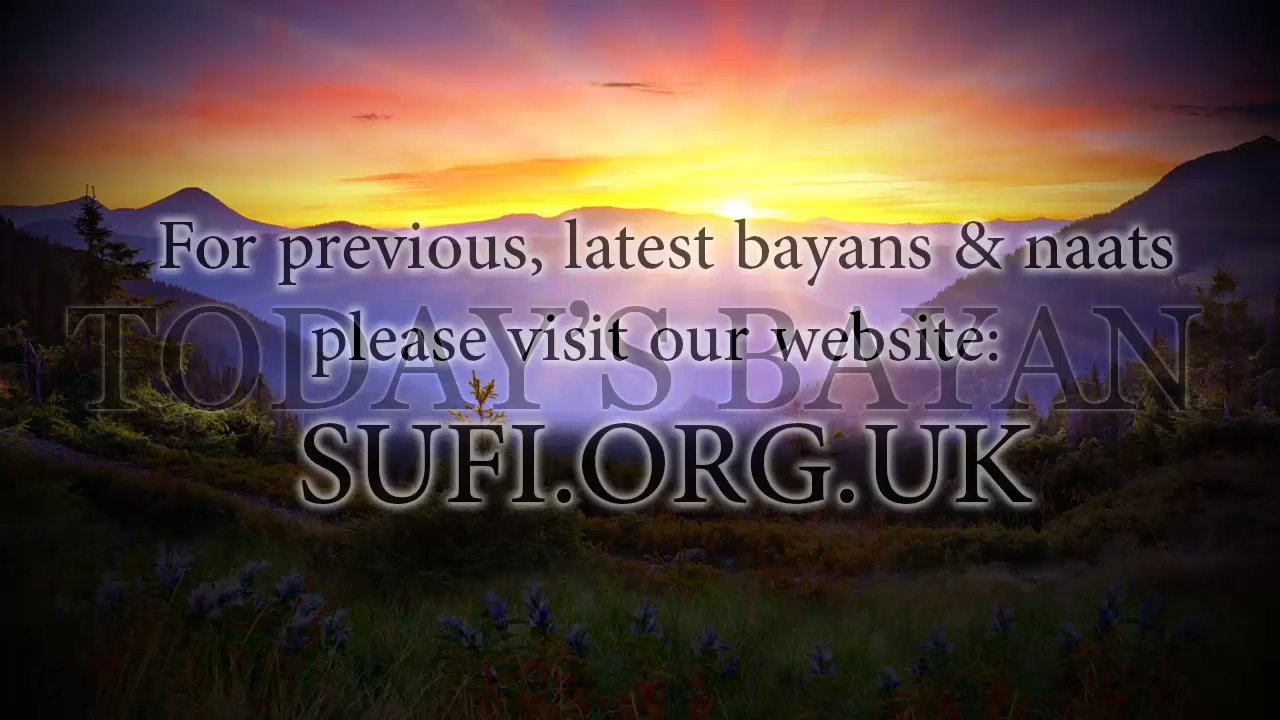 For previous, latest bayans & naats
please visit our website:
TODAY'S BAYAN
SUFI.ORG.UK